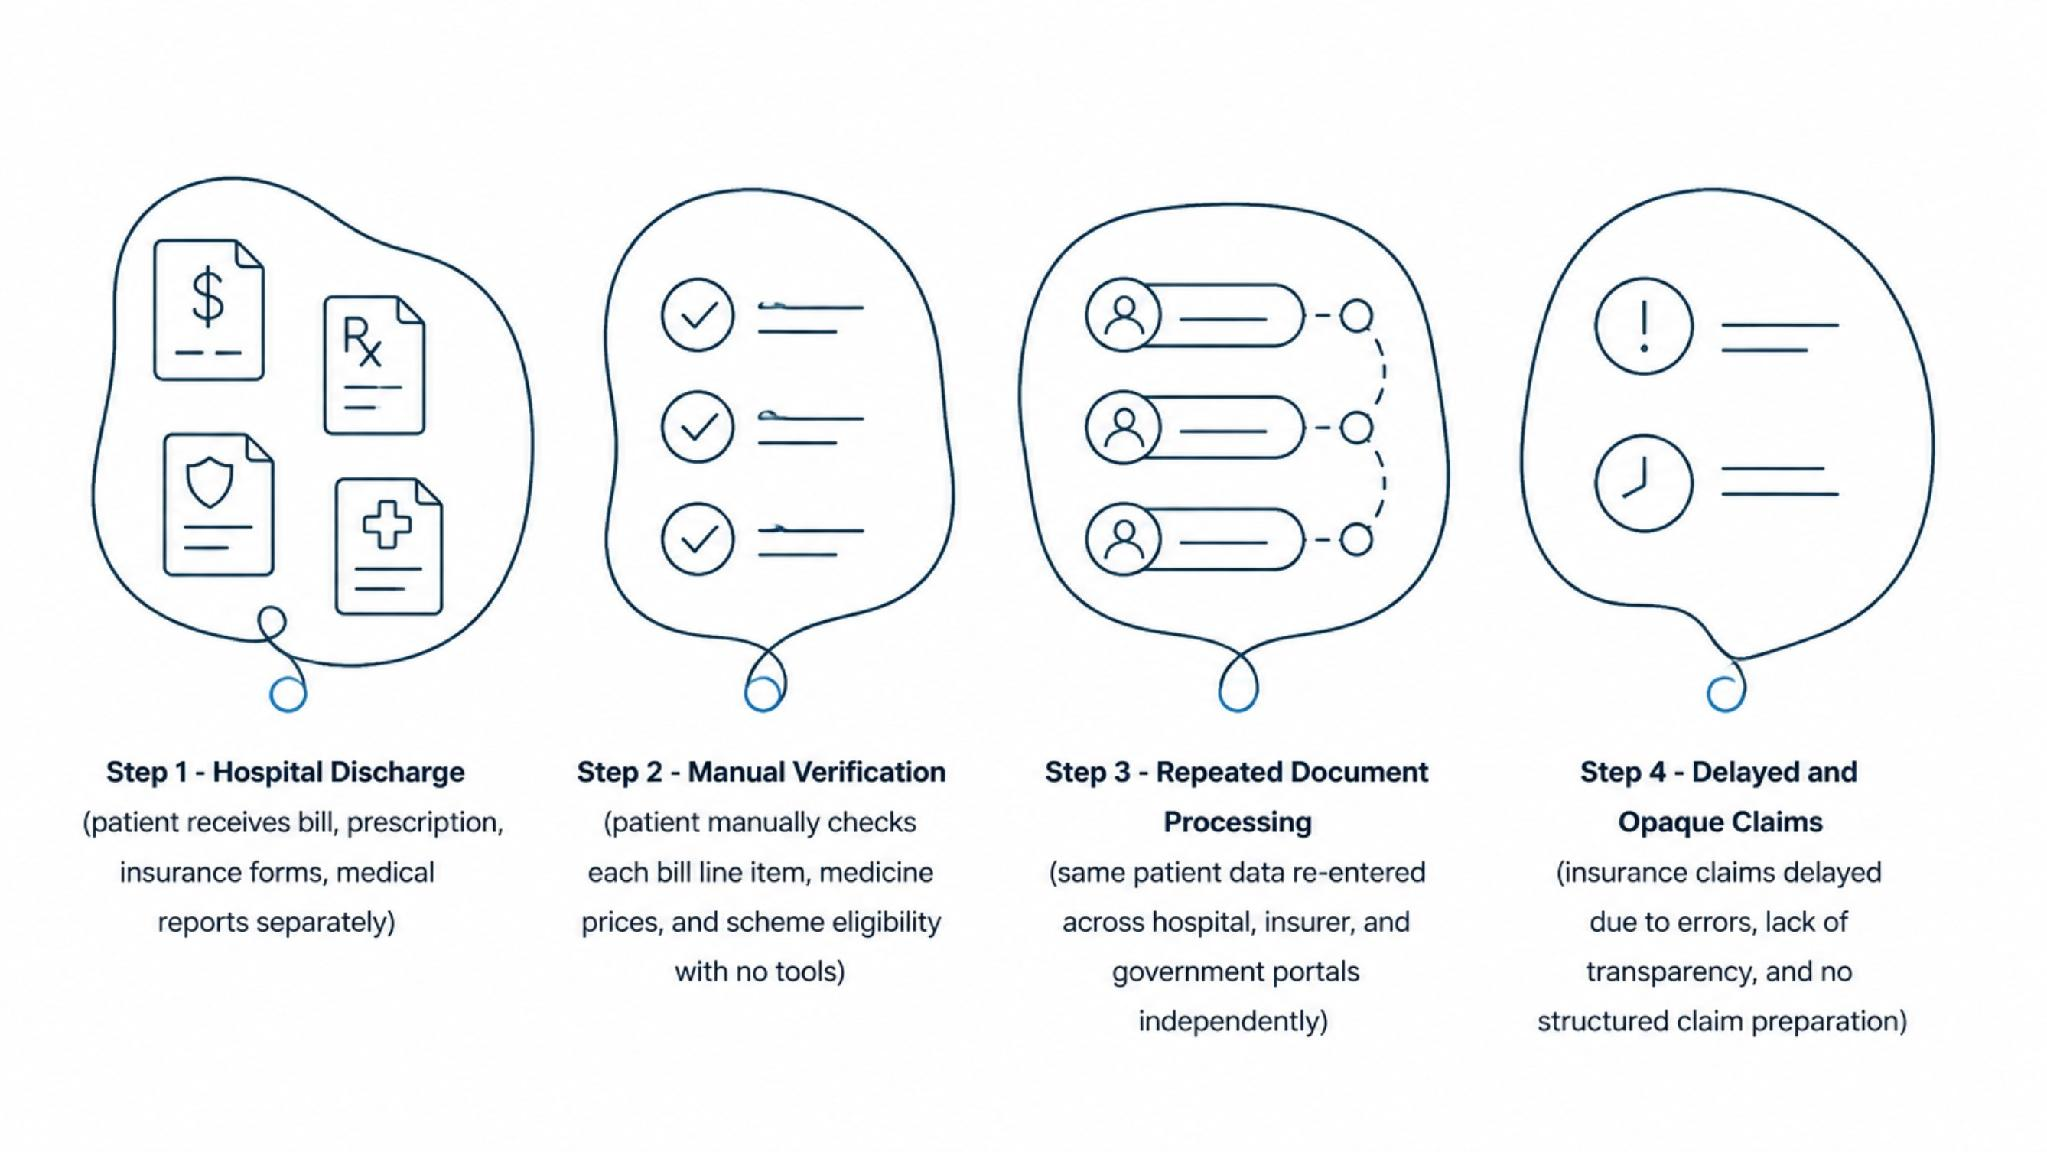 $
Rx
Step 1 - Hospital Discharge
(patient receives bill, prescription,
insurance forms, medical
reports separately)
Step 2 - Manual Verification
(patient manually checks
each bill line item, medicine
prices, and scheme eligibility
with no tools)
Step 3 - Repeated Document
Processing
(same patient data re-entered
across hospital, insurer, and
government portals
independently)
Step 4 - Delayed and
Opaque Claims
(insurance claims delayed
due to errors, lack of
transparency, and no
structured claim preparation)